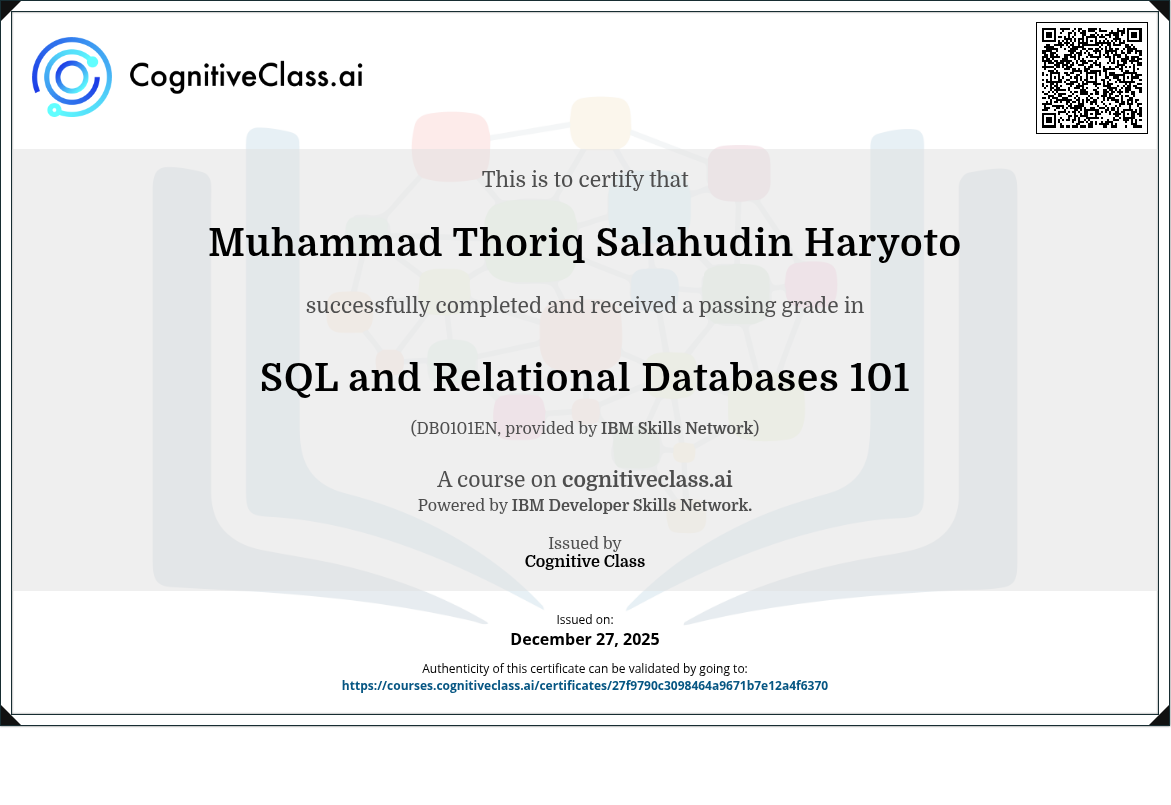 CognitiveClass.ai
This is to certify that
Muhammad Thoriq Salahudin Haryoto
successfully completed and received a passing grade in
SQL and Relational Databases 101
(DB0101EN, provided by IBM Skills Network)
A course on cognitiveclass.ai
Powered by IBM Developer Skills Network.
Issued by
Cognitive Class
Issued on:
December 27, 2025
Authenticity of this certificate can be validated by going to:
https://courses.cognitiveclass.ai/certificates/27f9790c3098464a9671b7e12a4f6370